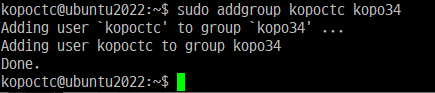 kopoctc@ubuntu2022:~$ sudo addgroup kopoctc kopo34
Adding user `kopoctc' to group `kopo34' ...
Adding user kopoctc to group kopo34
Done.
kopoctc@ubuntu2022:~$